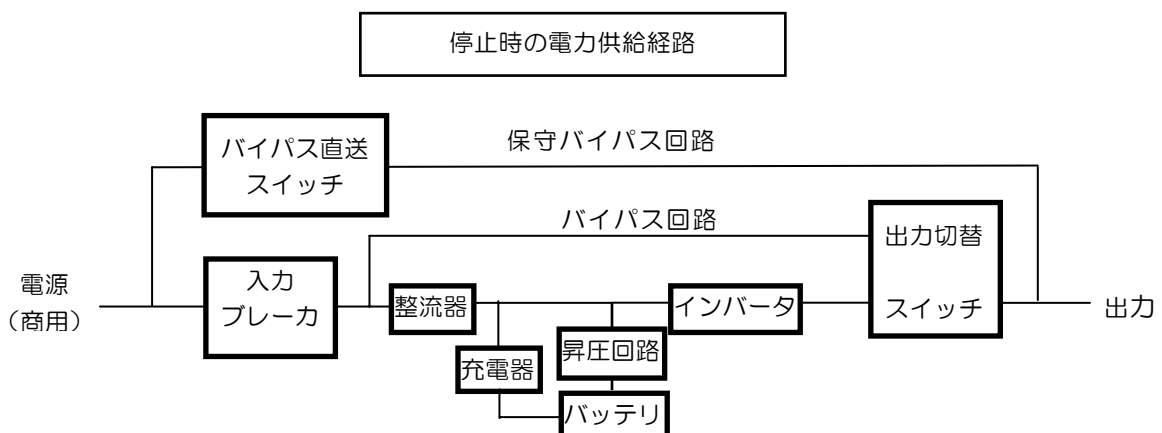 停止時の電力供給経路
バイパス直送
スイッチ
保守バイパス回路
バイパス回路
出力切替
スイッチ
電源
（商用）
入力
ブレーカ
整流器
インバータ
出力
充電器
昇圧回路
バッテリ